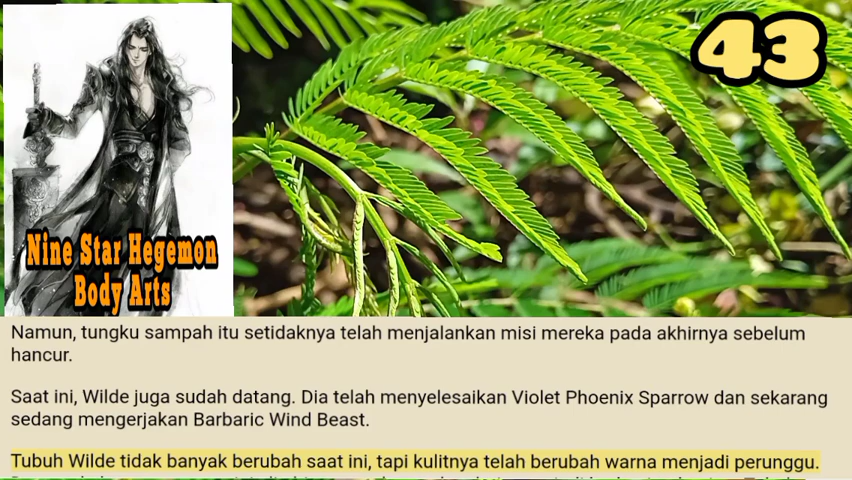 43
Nine Star Hegemon
Body Arts
Namun, tungku sampah itu setidaknya telah menjalankan misi mereka pada akhirnya sebelum
hancur.
Saat ini, Wilde juga sudah datang. Dia telah menyelesaikan Violet Phoenix Sparrow dan sekarang
sedang mengerjakan Barbaric Wind Beast.
Tubuh Wilde tidak banyak berubah saat ini, tapi kulitnya telah berubah warna menjadi perunggu.